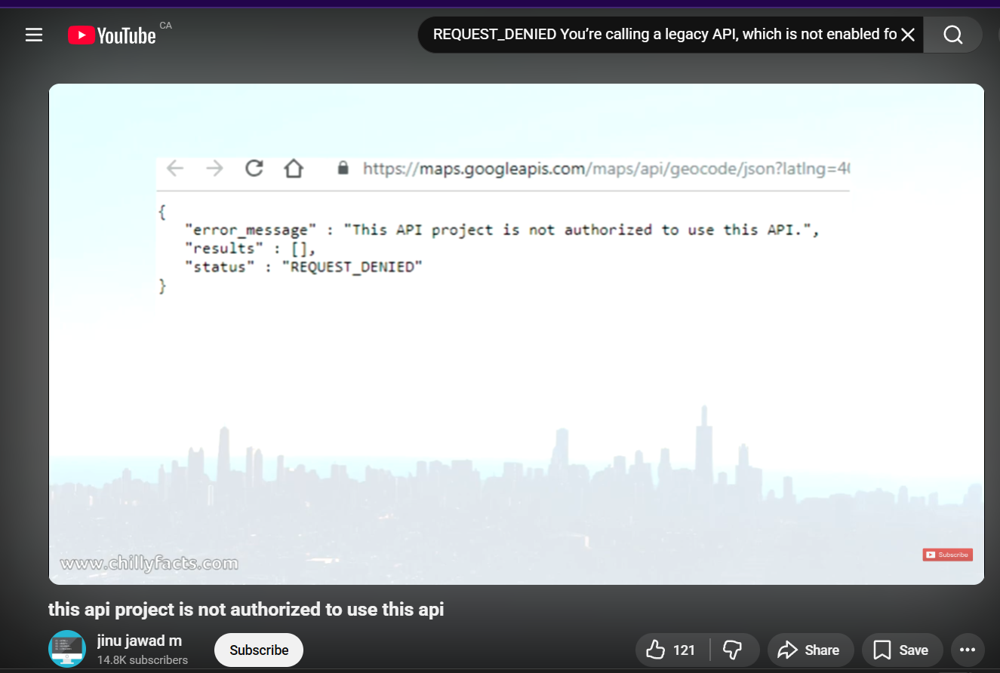 YouTube CA
REQUEST_DENIED You’re calling a legacy API, which is not enabled fo
https://maps.googleapis.com/maps/api/geocode/json?latlng=40
{
"error_message" : "This API project is not authorized to use this API.",
"results" : [],
"status" : "REQUEST_DENIED"
}
www.chillyfacts.com
Subscribe
this api project is not authorized to use this api
jinu jawad m
14.8K subscribers
Subscribe
121
Share
Save